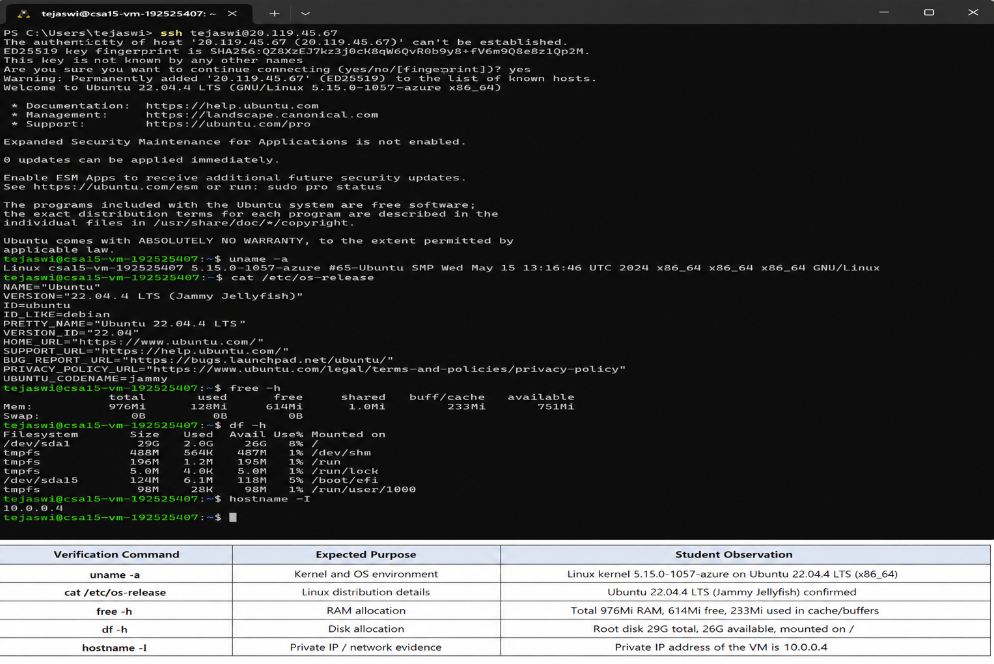 tejaswi@csa15-vm-192525407: ~
PS C:\Users\tejaswi> ssh tejaswi@20.119.45.67
The authenticity of host '20.119.45.67 (20.119.45.67)' can't be established.
ED25519 key fingerprint is
This key is not known by any other names
Are you sure you want to continue connecting (yes/no/[fingerprint])? yes
Warning: Permanently added '20.119.45.67' (ED25519) to the list of known hosts.
Welcome to Ubuntu 22.04.4 LTS (GNU/Linux 5.15.0-1057-azure x86_64)
* Documentation: https://help.ubuntu.com
* Management: https://landscape.canonical.com
* Support: https://ubuntu.com/pro
Expanded Security Maintenance for Applications is not enabled.
0 updates can be applied immediately.
Enable ESM Apps to receive additional future security updates.
See https://ubuntu.com/esm or run: sudo pro status
The programs included with the Ubuntu system are free software;
the exact distribution terms for each program are described in the
individual files in /usr/share/doc/*/copyright.
Ubuntu comes with ABSOLUTELY NO WARRANTY, to the extent permitted by
applicable law.
tejaswi@csa15-vm-192525407:~$ uname -a
Linux csa15-vm-192525407 5.15.0-1057-azure #65-Ubuntu SMP Wed May 15 13:16:46 UTC 2024 x86_64 x86_64 x86_64 GNU/Linux
tejaswi@csa15-vm-192525407:~$ cat /etc/os-release
NAME="Ubuntu"
VERSION="22.04.4 LTS (Jammy Jellyfish)"
ID=ubuntu
ID_LIKE=debian
PRETTY_NAME="Ubuntu 22.04.4 LTS"
VERSION_ID="22.04"
HOME_URL="https://www.ubuntu.com/"
SUPPORT_URL="https://help.ubuntu.com/"
BUG_REPORT_URL="https://bugs.launchpad.net/ubuntu/"
PRIVACY_POLICY_URL="https://www.ubuntu.com/legal/terms-and-policies/privacy-policy"
UBUNTU_CODENAME=jammy
tejaswi@csa15-vm-192525407:~$ free -h
total used free shared buff/cache available
Mem: 976Mi 128Mi 614Mi 1.0Mi 233Mi 751Mi
Swap: 0B 0B 0B
tejaswi@csa15-vm-192525407:~$ df -h
Filesystem Size Used Avail Use% Mounted on
/dev/sda1 29G 2.0G 26G 8% /
tmpfs 488M 564K 487M 1% /dev/shm
tmpfs 196M 1.2M 195M 1% /run
tmpfs 5.0M 4.0K 5.0M 1% /run/lock
/dev/sda15 124M 6.1M 118M 5% /boot/efi
tmpfs 98M 28K 98M 1% /run/user/1000
tejaswi@csa15-vm-192525407:~$ hostname -I
10.0.0.4
tejaswi@csa15-vm-192525407:~$
Verification Command Expected Purpose Student Observation
uname -a Kernel and OS environment Linux kernel 5.15.0-1057-azure on Ubuntu 22.04.4 LTS (x86_64)
cat /etc/os-release Linux distribution details Ubuntu 22.04.4 LTS (Jammy Jellyfish) confirmed
free -h RAM allocation Total 976Mi RAM, 614Mi free, 233Mi used in cache/buffers
df -h Disk allocation Root disk 29G total, 26G available, mounted on /
hostname -I Private IP / network evidence Private IP address of the VM is 10.0.0.4